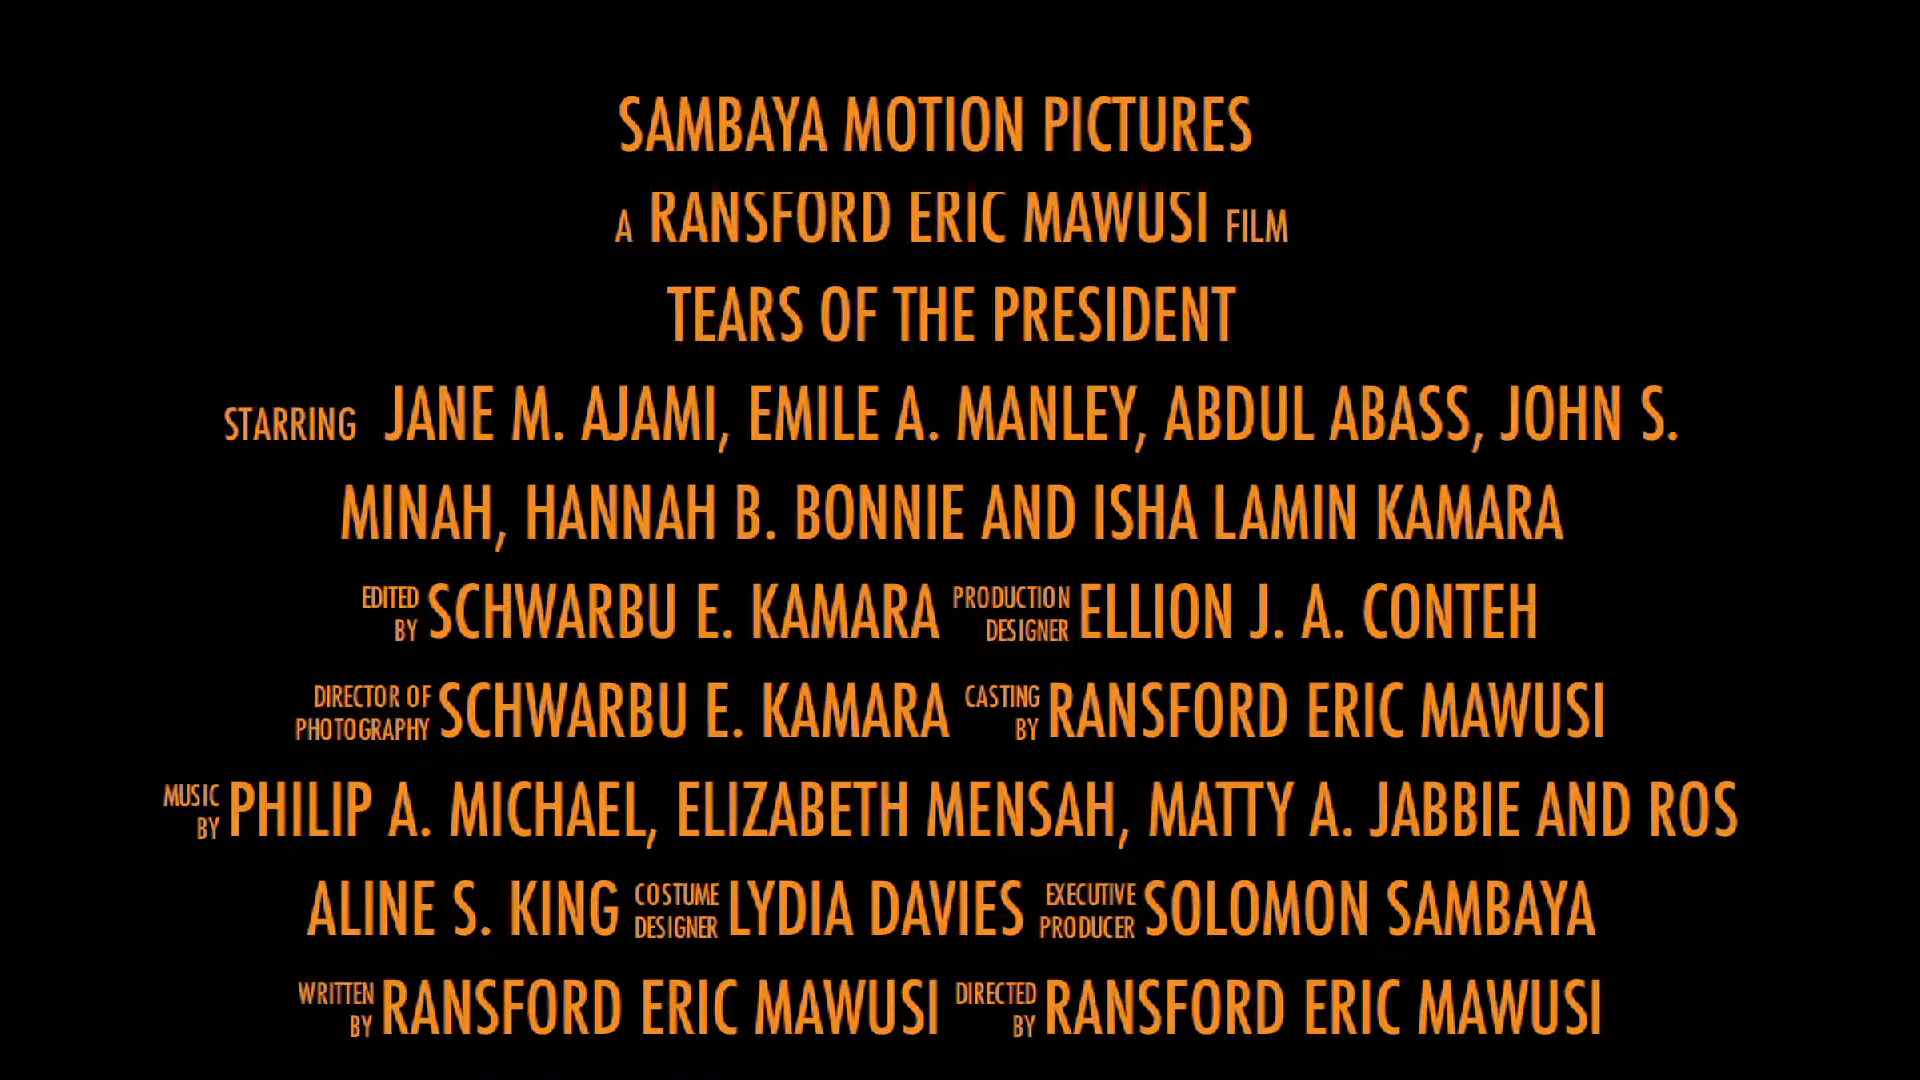 SAMBAYA MOTION PICTURES
A RANSFORD ERIC MAWUSI FILM
TEARS OF THE PRESIDENT
STARRING JANE M. AJAMI, EMILE A. MANLEY, ABDUL ABASS, JOHN S.
MINAH, HANNAH B. BONNIE AND ISHA LAMIN KAMARA
EDITED BY SCHWARBU E. KAMARA PRODUCTION DESIGNER ELLION J. A. CONTEH
DIRECTOR OF PHOTOGRAPHY SCHWARBU E. KAMARA CASTING BY RANSFORD ERIC MAWUSI
MUSIC BY PHILIP A. MICHAEL, ELIZABETH MENSAH, MATTY A. JABBIE AND ROS
ALINE S. KING COSTUME DESIGNER LYDIA DAVIES EXECUTIVE PRODUCER SOLOMON SAMBAYA
WRITTEN BY RANSFORD ERIC MAWUSI DIRECTED BY RANSFORD ERIC MAWUSI